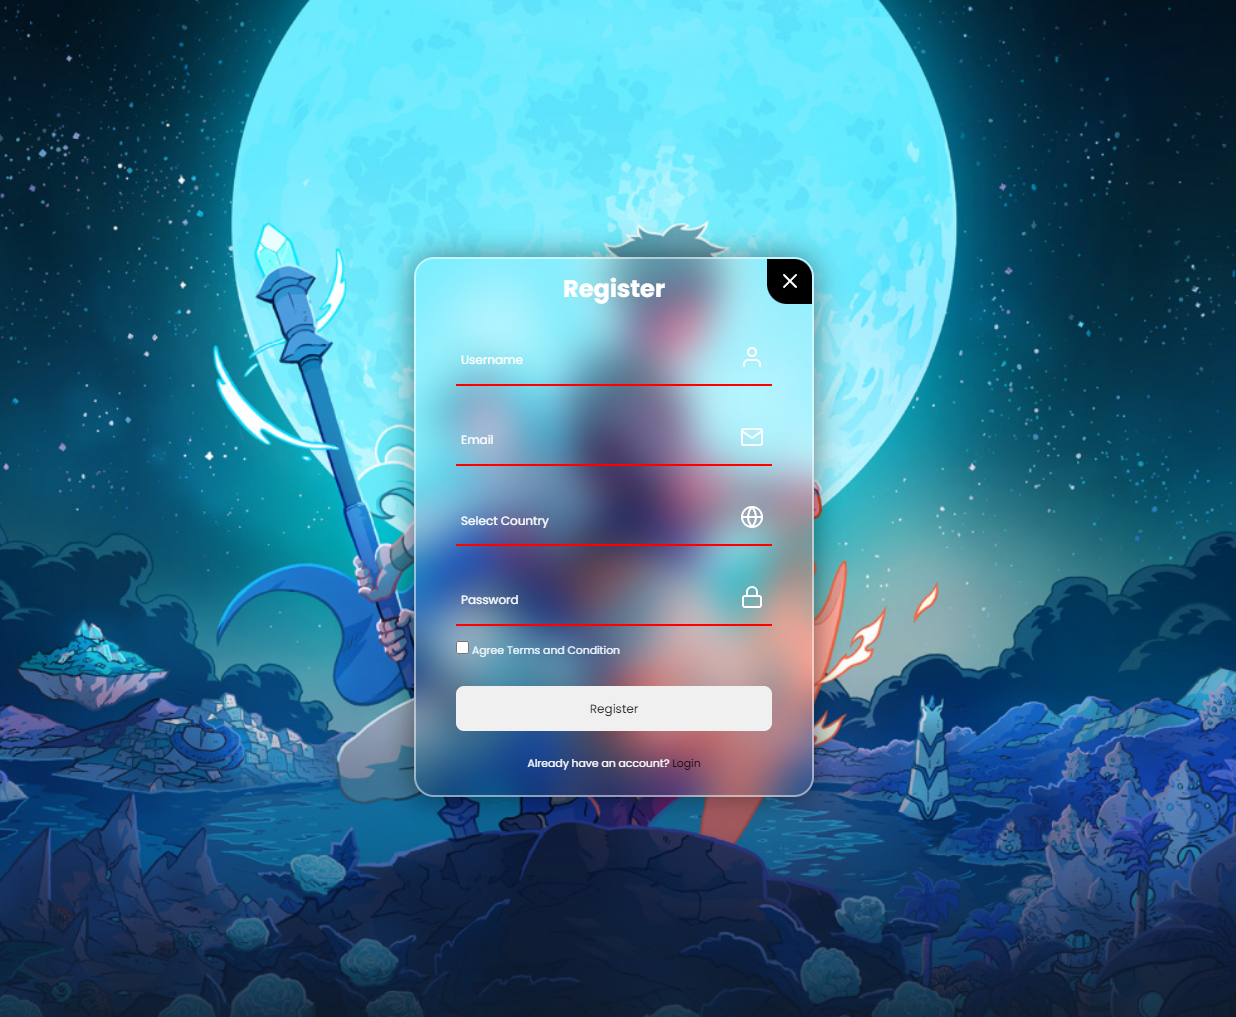 Register
Username
Email
Select Country
Password
Agree Terms and Condition
Register
Already have an account? Login